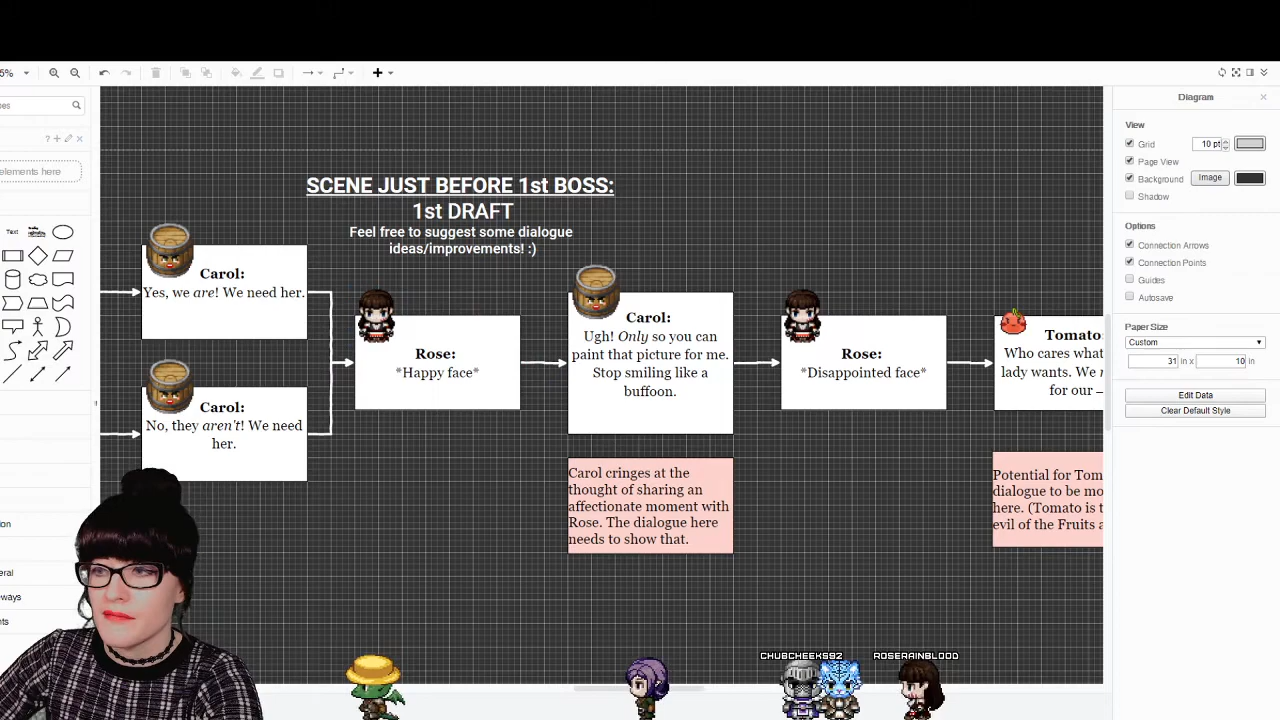 5%
Diagram
View
Grid
10 pt
Page View
Background
Image
Shadow
Options
Connection Arrows
Connection Points
Guides
Autosave
Paper Size
Custom
31 in x
10 in
Edit Data
Clear Default Style
?
elements here
Text
SCENE JUST BEFORE 1st BOSS:
1st DRAFT
Feel free to suggest some dialogue
ideas/improvements! :)
Carol:
Yes, we are! We need her.
Carol:
No, they aren't! We need
her.
Rose:
*Happy face*
Carol:
Ugh! Only so you can
paint that picture for me.
Stop smiling like a
buffoon.
Carol cringes at the
thought of sharing an
affectionate moment with
Rose. The dialogue here
needs to show that.
Rose:
*Disappointed face*
Tomato:
Who cares what
lady wants. We
for our —
Potential for Tom
dialogue to be mo
here. (Tomato is t
evil of the Fruits a
CHUBCHEEKS92
ROSERAINBLOOD